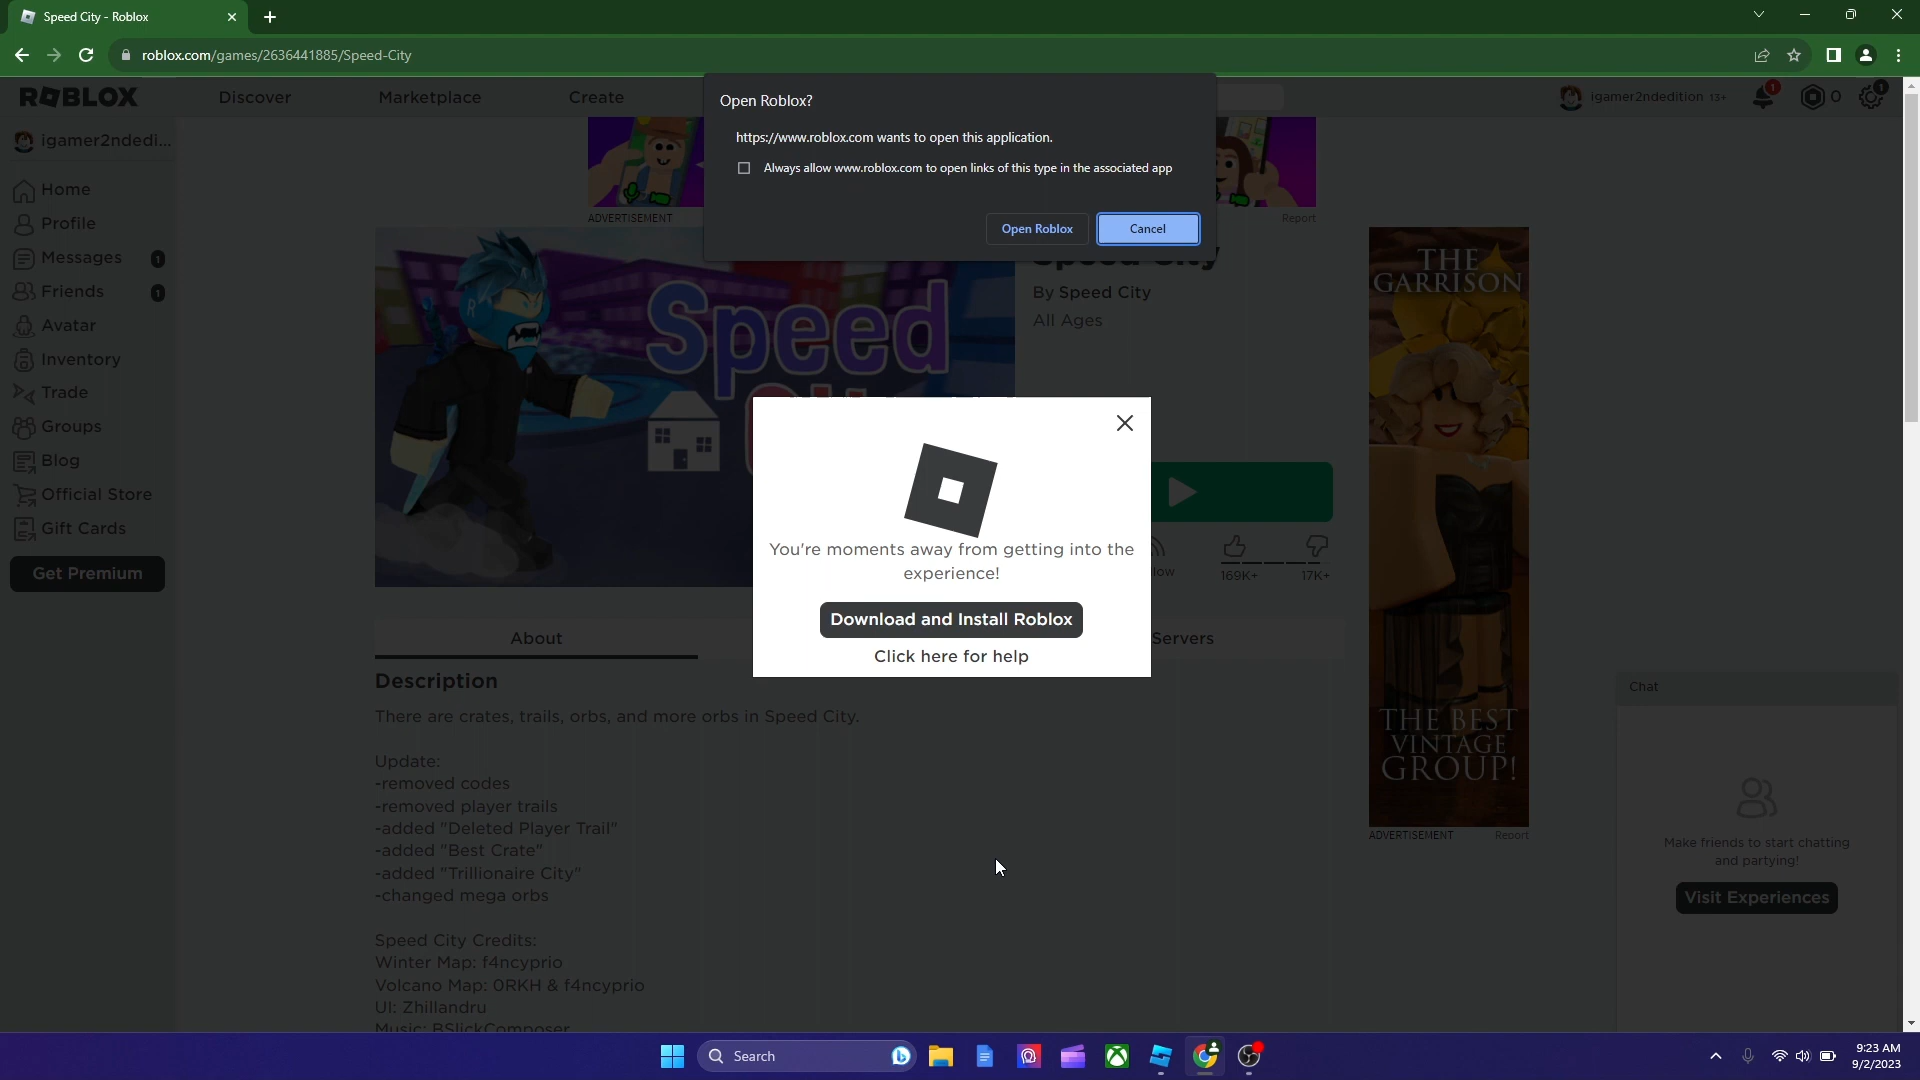 Speed City - Roblox
roblox.com/games/2636441885/Speed-City
ROBLOX
Discover
Marketplace
Create
igamer2ndedition 13+
1
0
1
Open Roblox?
https://www.roblox.com wants to open this application.
Always allow www.roblox.com to open links of this type in the associated app
Open Roblox
Cancel
igamer2ndedi...
Home
Profile
Messages 1
Friends 1
Avatar
Inventory
Trade
Groups
Blog
Official Store
Gift Cards
Get Premium
ADVERTISEMENT
Report
Speed
Speed City
By Speed City
All Ages
169K+
17K+
You're moments away from getting into the
experience!
Download and Install Roblox
Click here for help
About
Servers
Description
There are crates, trails, orbs, and more orbs in Speed City.
Update:
-removed codes
-removed player trails
-added "Deleted Player Trail"
-added "Best Crate"
-added "Trillionaire City"
-changed mega orbs
Speed City Credits:
Winter Map: f4ncyprio
Volcano Map: ORKH & f4ncyprio
UI: Zhillandru
Music: BSlickComposer
THE
GARRISON
THE BEST
VINTAGE
GROUP!
ADVERTISEMENT
Report
Chat
Make friends to start chatting
and partying!
Visit Experiences
Search
9:23 AM
9/2/2023